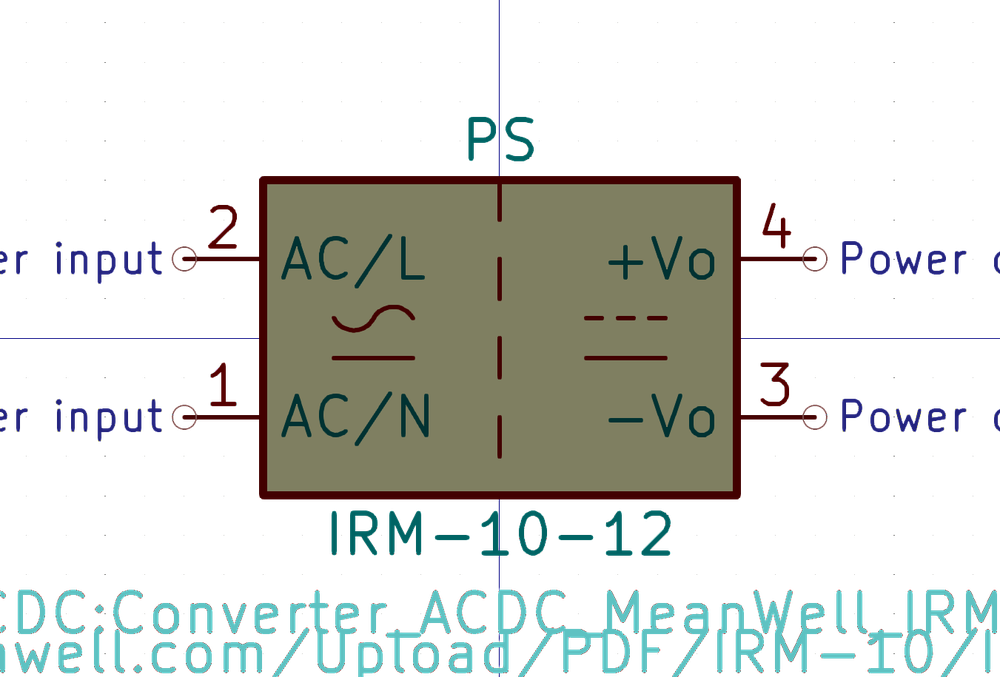 PS
2 4
er input AC/L +Vo Power
1 3
er input AC/N -Vo Power
IRM-10-12
CDC:Converter_ACDC_MeanWell_IRM
well.com/Upload/PDF/IRM-10/I